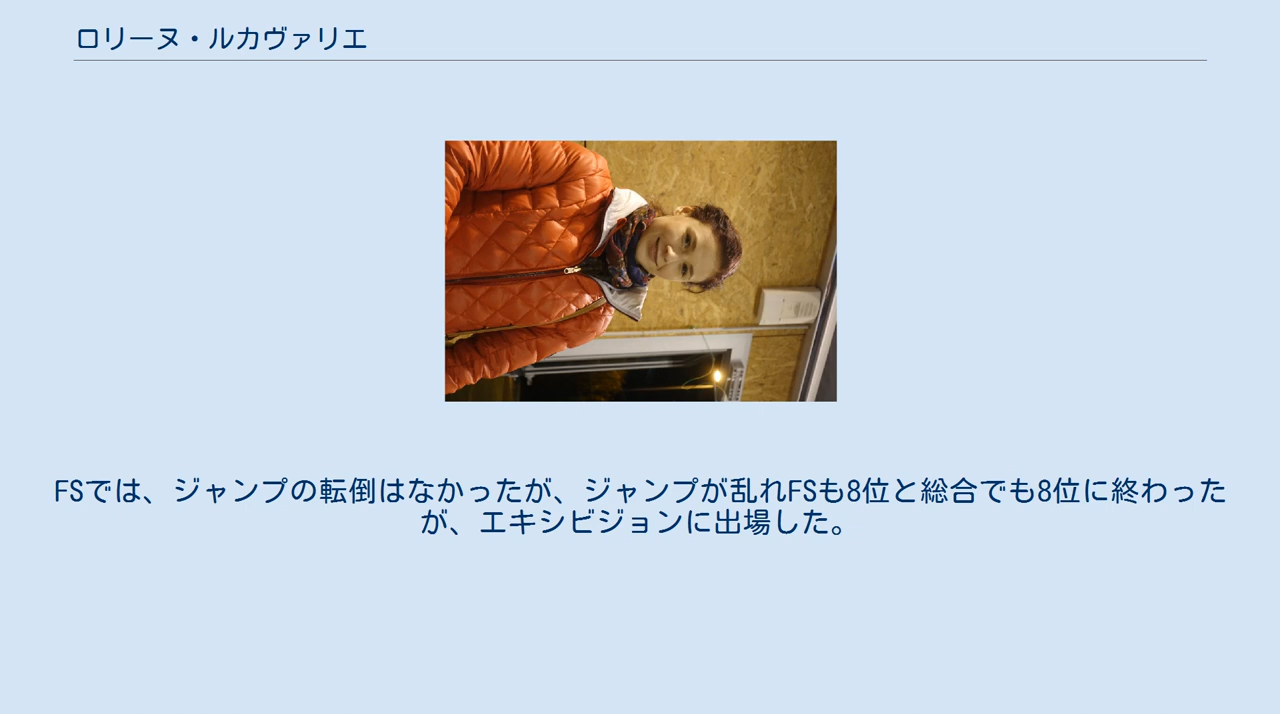 ロリーヌ・ルカヴァリエ
FSでは、ジャンプの転倒はなかったが、ジャンプが乱れFSも8位と総合でも8位に終わった
が、エキシビジョンに出場した。